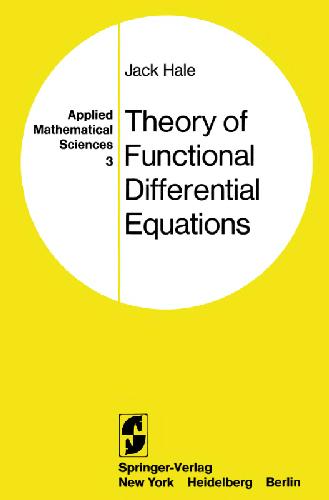 Jack Hale
Applied
Mathematical
Sciences
3
Theory of
Functional
Differential
Equations
Springer-Verlag
New York Heidelberg Berlin